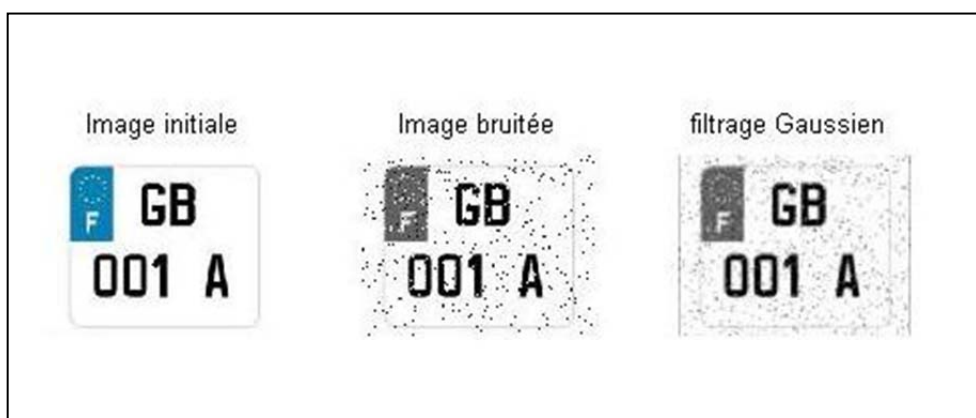 Image initiale
F
GB
001 A
Image bruitée
F
GB
001 A
filtrage Gaussien
F
GB
001 A